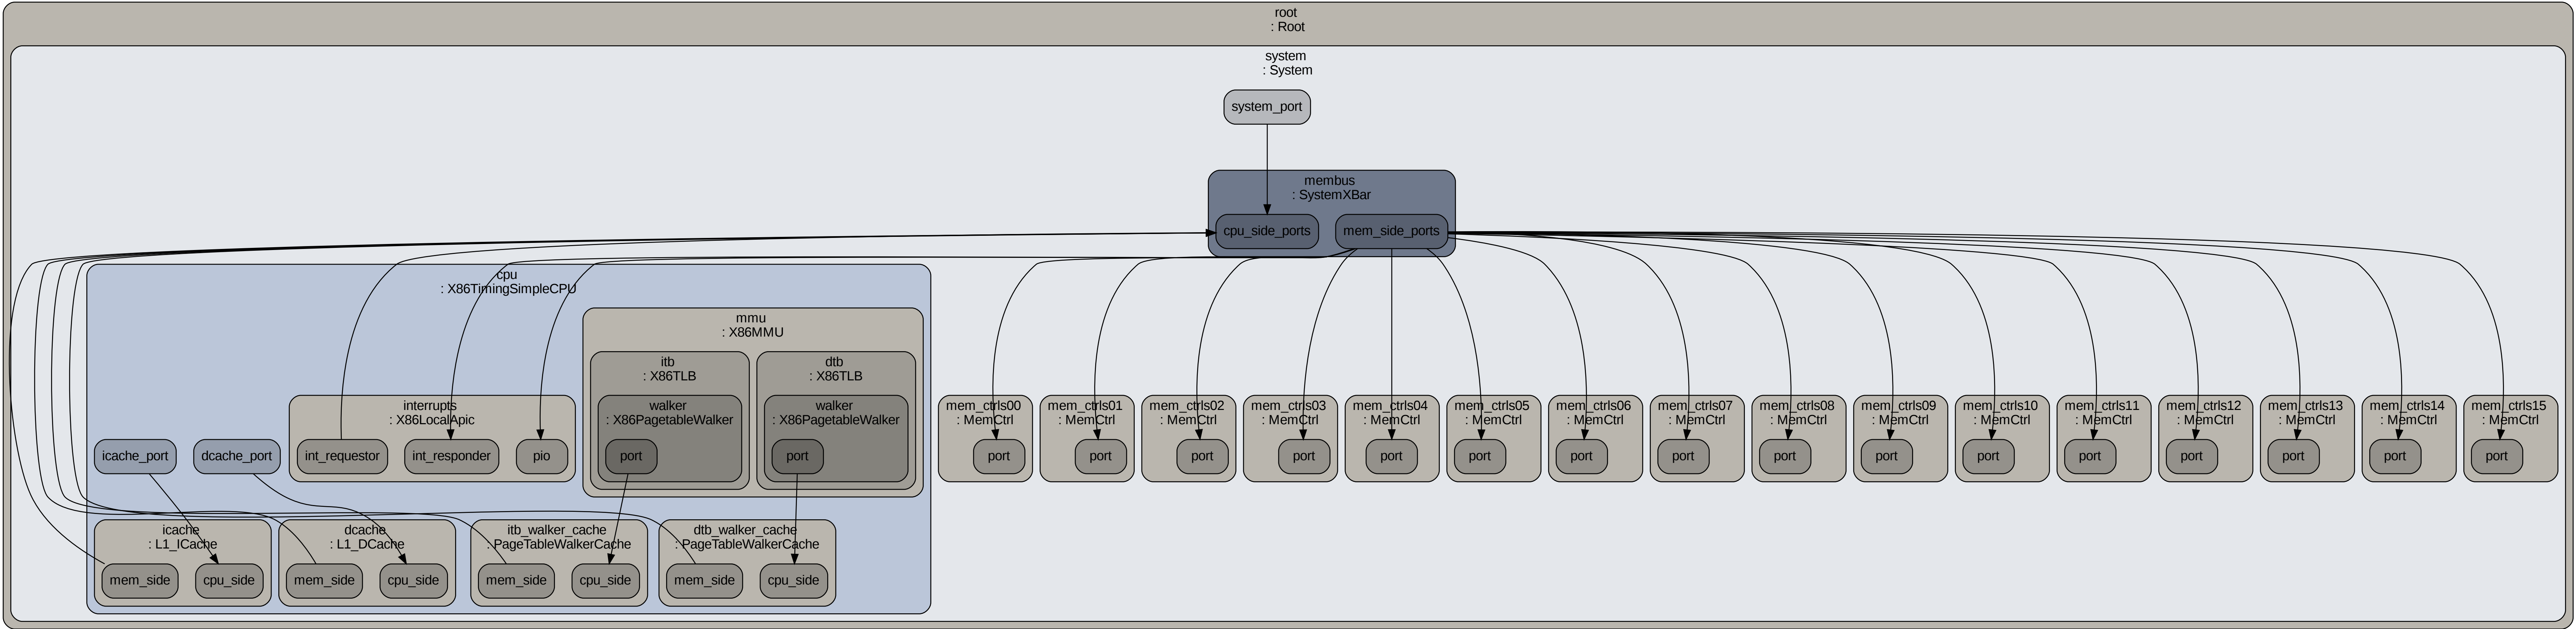 root
: Root
system
: System
system_port
membus
: SystemXBar
cpu_side_ports mem_side_ports
cpu
: X86TimingSimpleCPU
mmu
: X86MMU
itb
: X86TLB
dtb
: X86TLB
interrupts
: X86LocalApic
walker
: X86PagetableWalker
walker
: X86PagetableWalker
mem_ctrls00
: MemCtrl
mem_ctrls01
: MemCtrl
mem_ctrls02
: MemCtrl
mem_ctrls03
: MemCtrl
mem_ctrls04
: MemCtrl
mem_ctrls05
: MemCtrl
mem_ctrls06
: MemCtrl
mem_ctrls07
: MemCtrl
mem_ctrls08
: MemCtrl
mem_ctrls09
: MemCtrl
mem_ctrls10
: MemCtrl
mem_ctrls11
: MemCtrl
mem_ctrls12
: MemCtrl
mem_ctrls13
: MemCtrl
mem_ctrls14
: MemCtrl
mem_ctrls15
: MemCtrl
icache_port dcache_port int_requestor int_responder pio port port port port port port port port port port port port port port port port port port
icache
: L1_ICache
dcache
: L1_DCache
itb_walker_cache
: PageTableWalkerCache
dtb_walker_cache
: PageTableWalkerCache
mem_side cpu_side mem_side cpu_side mem_side cpu_side mem_side cpu_side